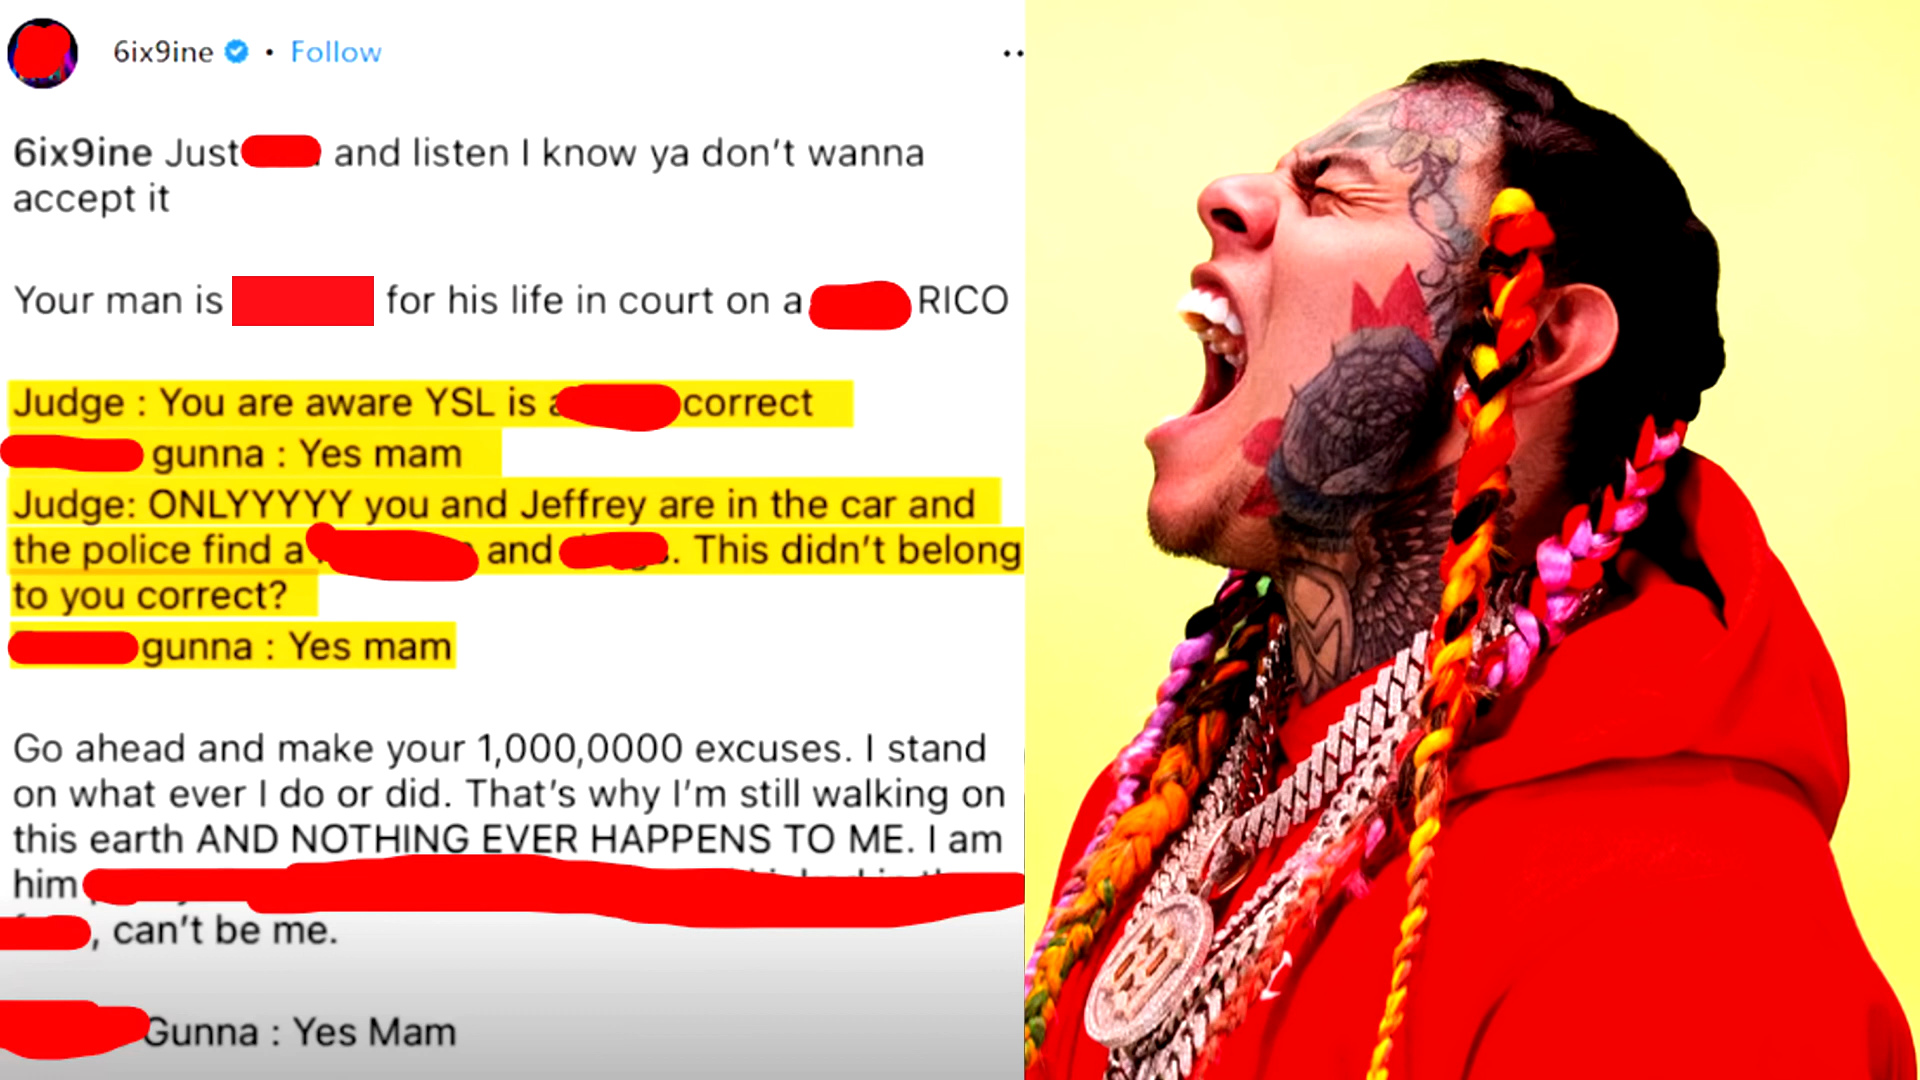 6ix9ine • Follow ..
6ix9ine Just and listen I know ya don't wanna
accept it
Your man is for his life in court on a RICO
Judge : You are aware YSL is correct
gunna : Yes mam
Judge: ONLYYYYY you and Jeffrey are in the car and
the police find a and . This didn't belong
to you correct?
gunna : Yes mam
Go ahead and make your 1,000,0000 excuses. I stand
on what ever I do or did. That's why I'm still walking on
this earth AND NOTHING EVER HAPPENS TO ME. I am
him
, can't be me.
Gunna : Yes Mam